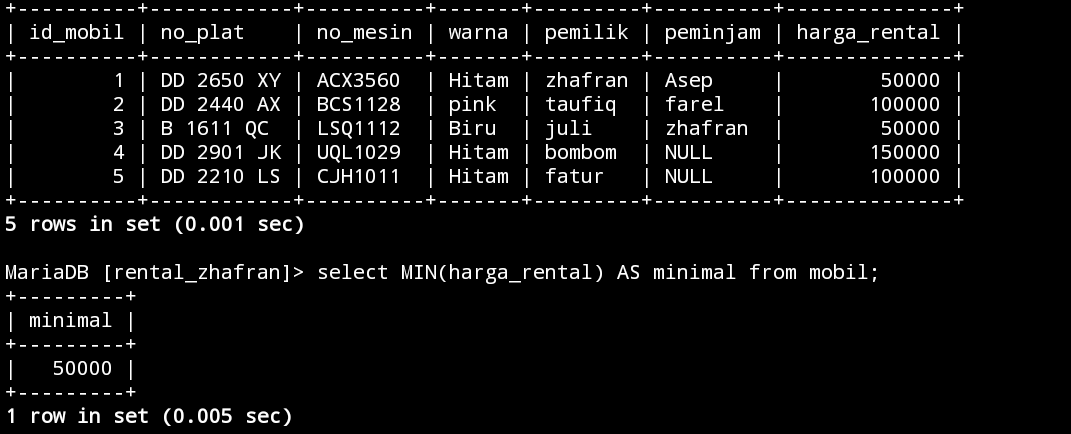 +----------+------------+----------+-------+---------+----------+--------------+
| id_mobil | no_plat    | no_mesin | warna | pemilik | peminjam | harga_rental |
+----------+------------+----------+-------+---------+----------+--------------+
|        1 | DD 2650 XY | ACX3560  | Hitam | zhafran | Asep     |        50000 |
|        2 | DD 2440 AX | BCS1128  | pink  | taufiq  | farel    |       100000 |
|        3 | B 1611 QC  | LSQ1112  | Biru  | juli    | zhafran  |        50000 |
|        4 | DD 2901 JK | UQL1029  | Hitam | bombom  | NULL     |       150000 |
|        5 | DD 2210 LS | CJH1011  | Hitam | fatur   | NULL     |       100000 |
+----------+------------+----------+-------+---------+----------+--------------+
5 rows in set (0.001 sec)
MariaDB [rental_zhafran]> select MIN(harga_rental) AS minimal from mobil;
+---------+
| minimal |
+---------+
|   50000 |
+---------+
1 row in set (0.005 sec)